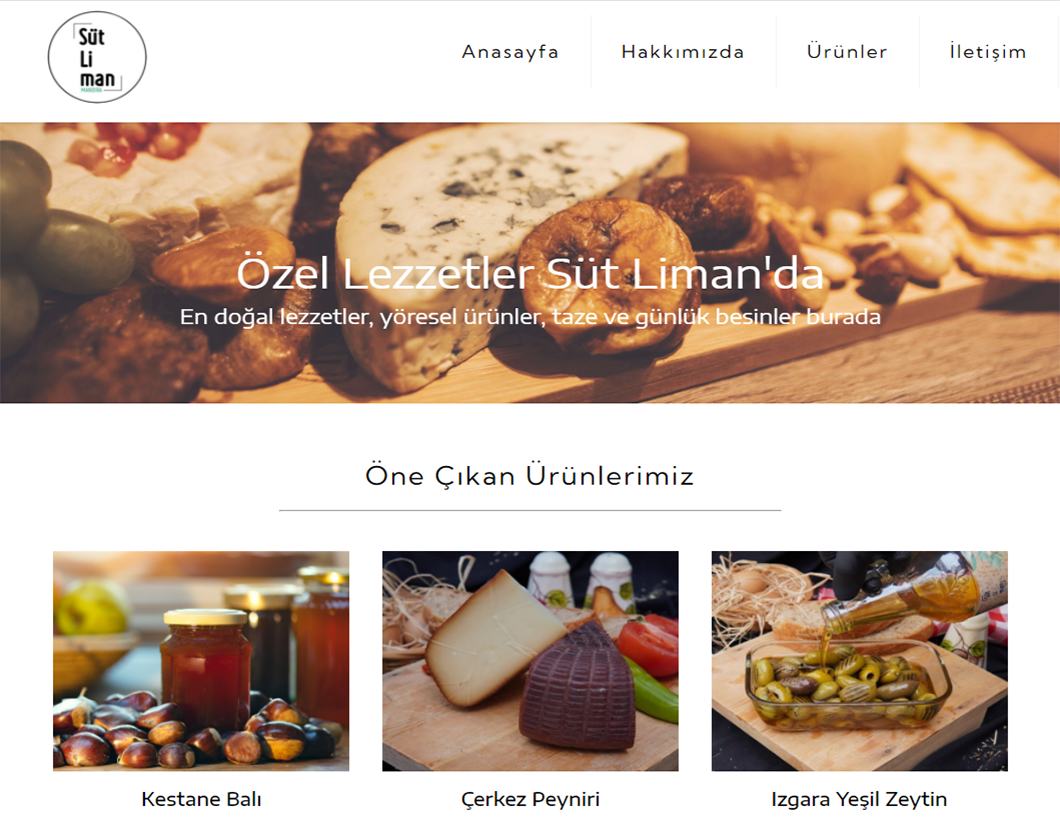 Süt
Li
man
MANDIRA
Anasayfa
Hakkımızda
Ürünler
İletişim
Özel Lezzetler Süt Liman'da
En doğal lezzetler, yöresel ürünler, taze ve günlük besinler burada
Öne Çıkan Ürünlerimiz
Kestane Balı
Çerkez Peyniri
Izgara Yeşil Zeytin